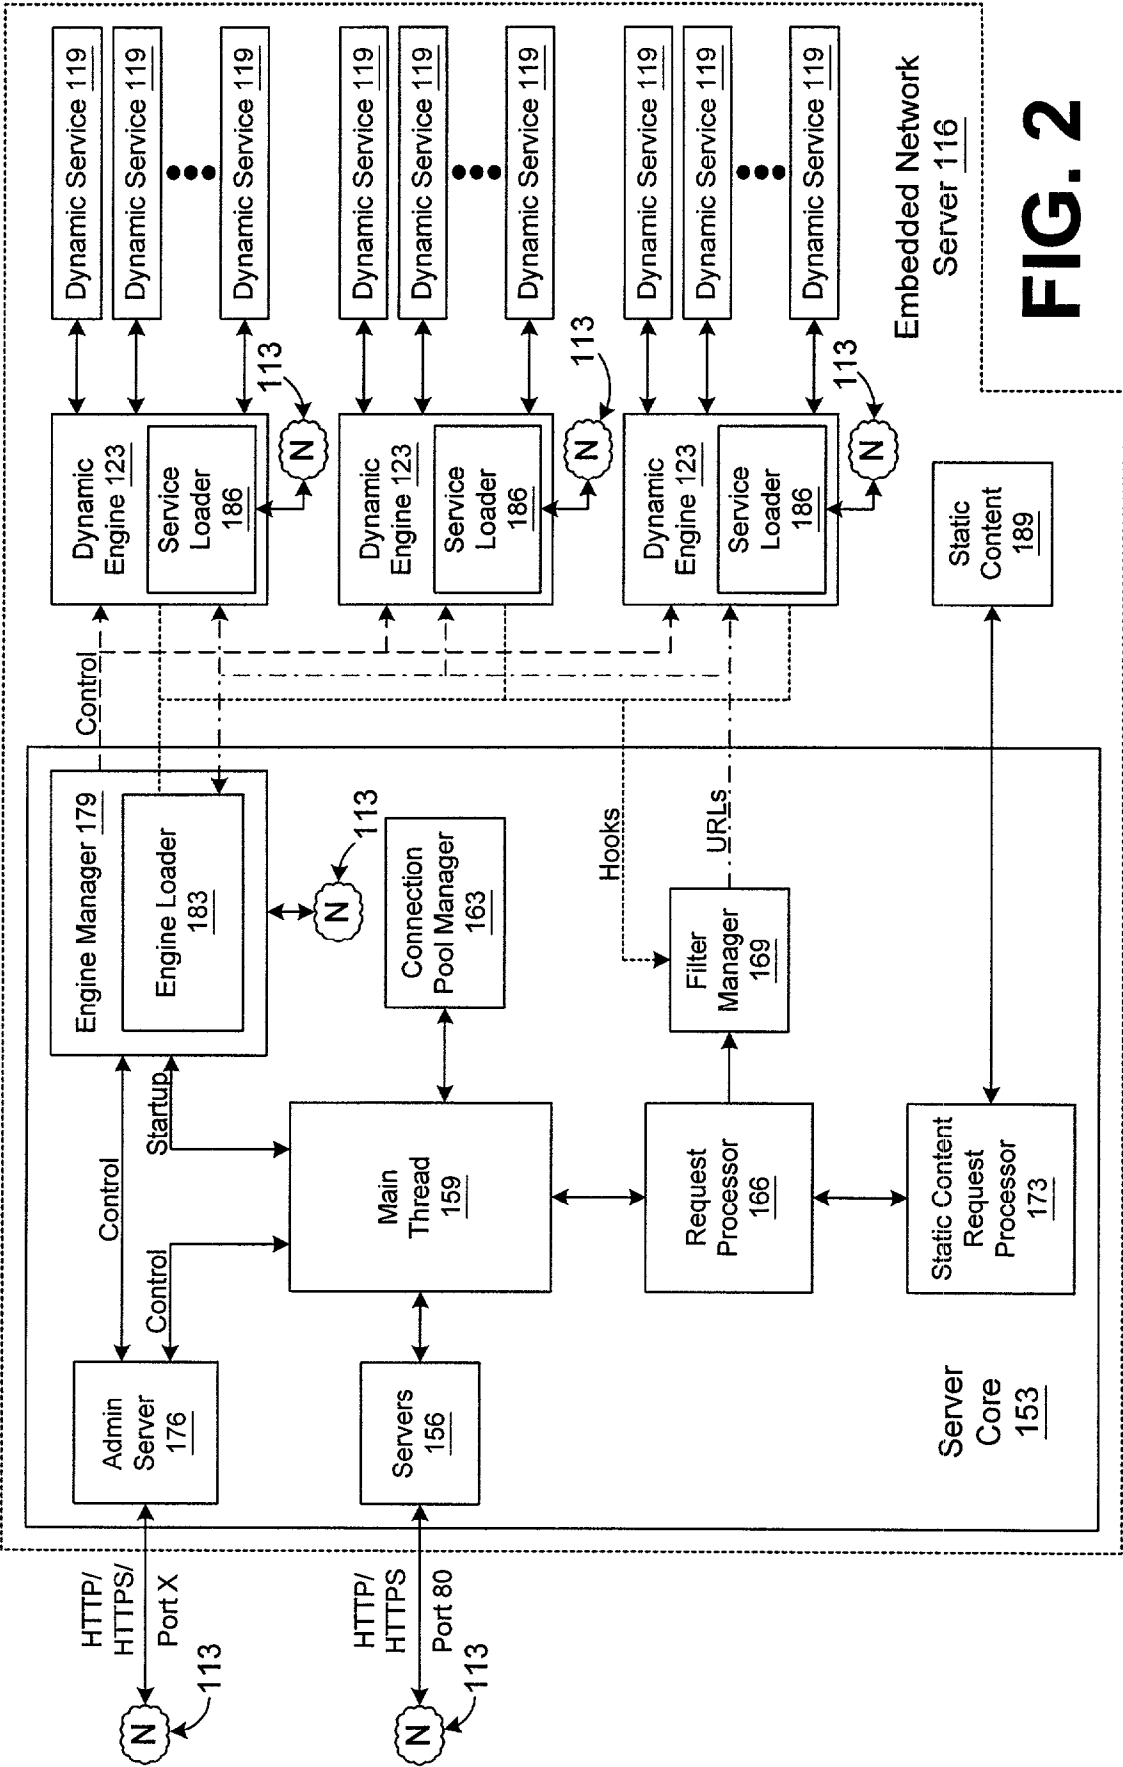 HTTP/
HTTPS/
Port X
N
113
HTTP/
HTTPS
Port 80
N
113
Admin
Server
176
Servers
156
Control
Control
Startup
Engine Manager 179
Engine Loader
183
N
113
Main
Thread
159
Connection
Pool Manager
163
Request
Processor
166
Filter
Manager
169
Hooks
URLs
Static Content
Request
Processor
173
Server
Core
153
Control
Dynamic
Engine 123
Service
Loader
186
N
113
Dynamic Service 119
Dynamic Service 119
Dynamic Service 119
Dynamic
Engine 123
Service
Loader
186
N
113
Dynamic Service 119
Dynamic Service 119
Dynamic Service 119
Dynamic
Engine 123
Service
Loader
186
N
113
Dynamic Service 119
Dynamic Service 119
Dynamic Service 119
Static
Content
189
Embedded Network
Server 116
FIG. 2